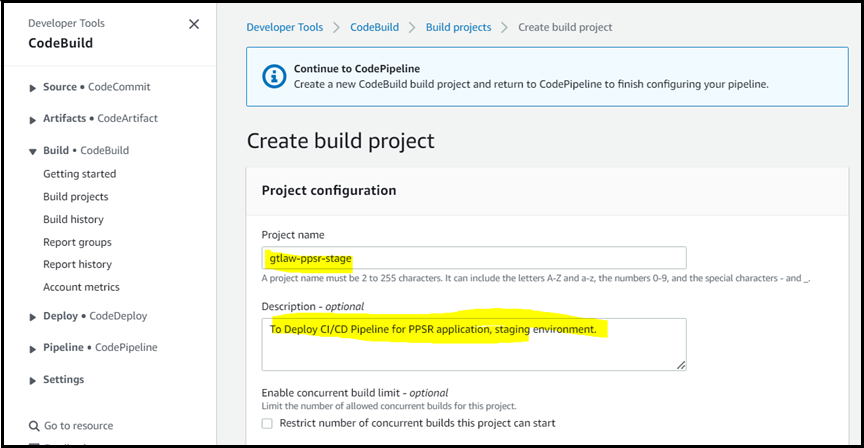 Developer Tools
CodeBuild
Source • CodeCommit
Artifacts • CodeArtifact
Build • CodeBuild
Getting started
Build projects
Build history
Report groups
Report history
Account metrics
Deploy • CodeDeploy
Pipeline • CodePipeline
Settings
Go to resource
Developer Tools > CodeBuild > Build projects > Create build project
Continue to CodePipeline
Create a new CodeBuild build project and return to CodePipeline to finish configuring your pipeline.
Create build project
Project configuration
Project name
gtlaw-ppsr-stage
A project name must be 2 to 255 characters. It can include the letters A-Z and a-z, the numbers 0-9, and the special characters - and _.
Description - optional
To Deploy CI/CD Pipeline for PPSR application, staging environment.
Enable concurrent build limit - optional
Limit the number of allowed concurrent builds for this project.
Restrict number of concurrent builds this project can start